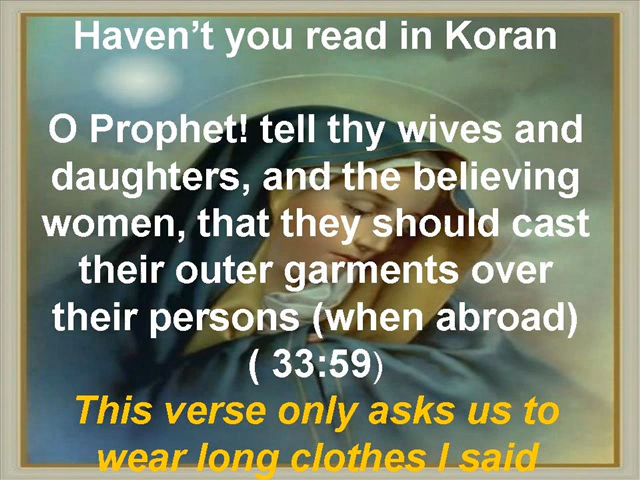 Haven’t you read in Koran
O Prophet! tell thy wives and
daughters, and the believing
women, that they should cast
their outer garments over
their persons (when abroad)
( 33:59)
This verse only asks us to
wear long clothes I said